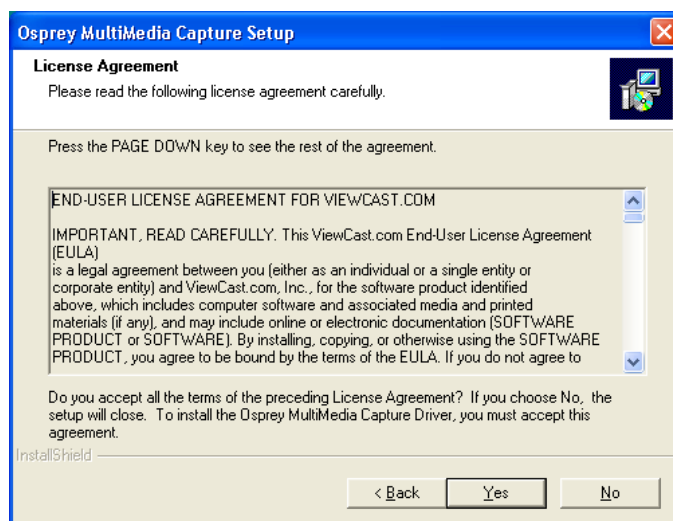 Osprey MultiMedia Capture Setup
License Agreement
Please read the following license agreement carefully.
Press the PAGE DOWN key to see the rest of the agreement.
END-USER LICENSE AGREEMENT FOR VIEWCAST.COM
IMPORTANT, READ CAREFULLY. This ViewCast.com End-User License Agreement
(EULA)
is a legal agreement between you (either as an individual or a single entity or
corporate entity) and ViewCast.com, Inc., for the software product identified
above, which includes computer software and associated media and printed
materials (if any), and may include online or electronic documentation (SOFTWARE
PRODUCT or SOFTWARE). By installing, copying, or otherwise using the SOFTWARE
PRODUCT, you agree to be bound by the terms of the EULA. If you do not agree to
Do you accept all the terms of the preceding License Agreement? If you choose No, the
setup will close. To install the Osprey MultiMedia Capture Driver, you must accept this
agreement.
InstallShield
< Back Yes No